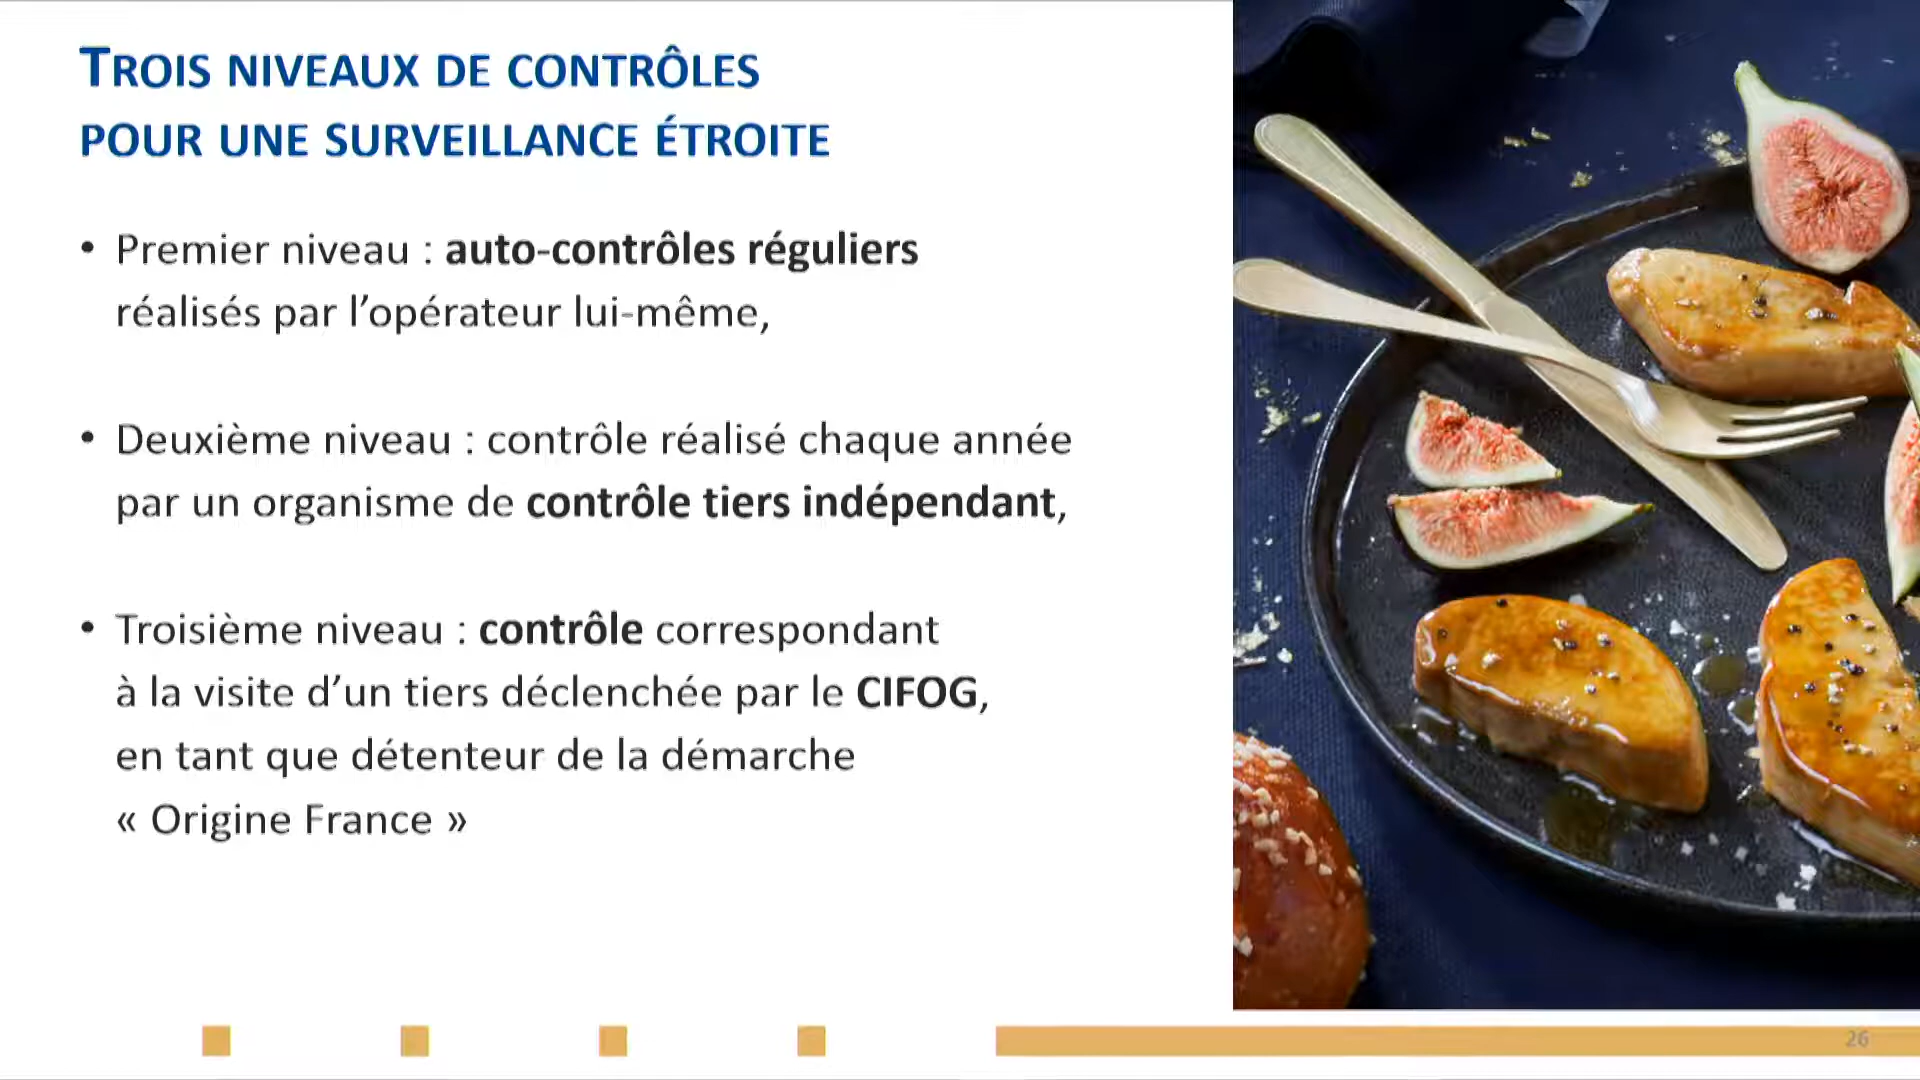 TROIS NIVEAUX DE CONTRÔLES
POUR UNE SURVEILLANCE ÉTROITE
• Premier niveau : auto-contrôles réguliers
réalisés par l’opérateur lui-même,
• Deuxième niveau : contrôle réalisé chaque année
par un organisme de contrôle tiers indépendant,
• Troisième niveau : contrôle correspondant
à la visite d’un tiers déclenchée par le CIFOG,
en tant que détenteur de la démarche
« Origine France »
26